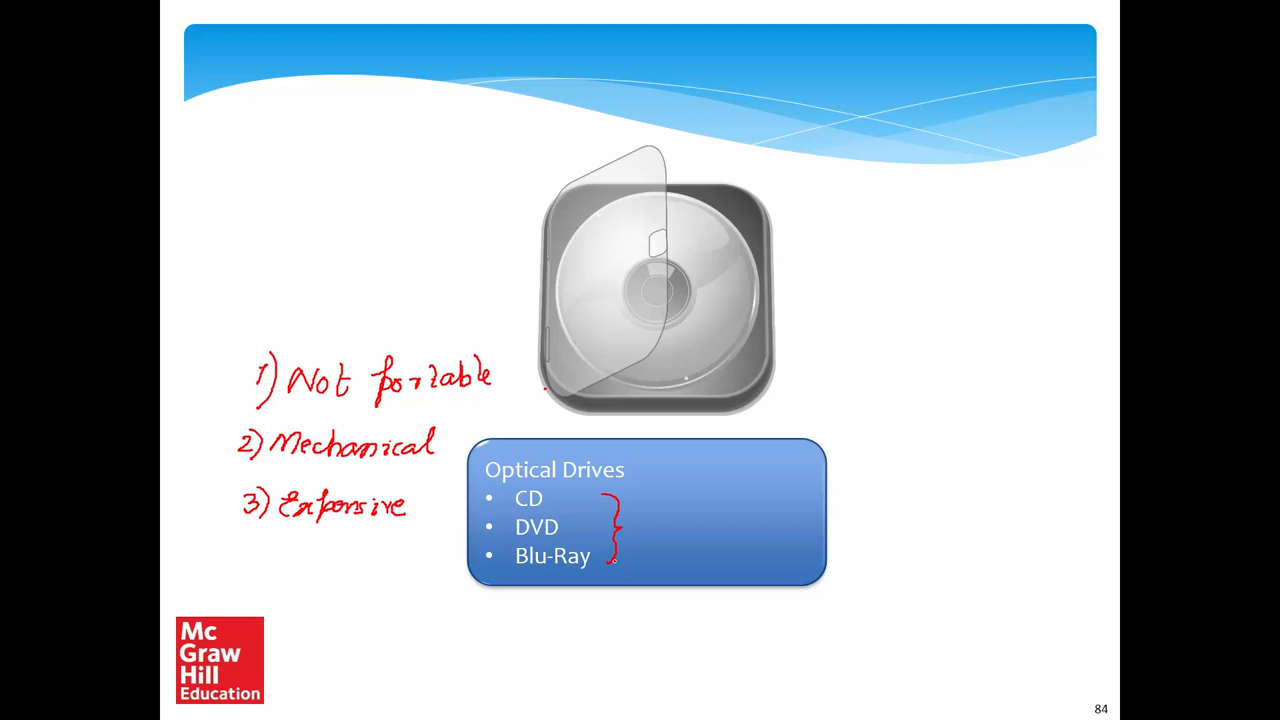 1) Not portable
2) Mechanical
3) Expensive
Optical Drives
• CD
• DVD
• Blu-Ray
Mc
Graw
Hill
Education
84